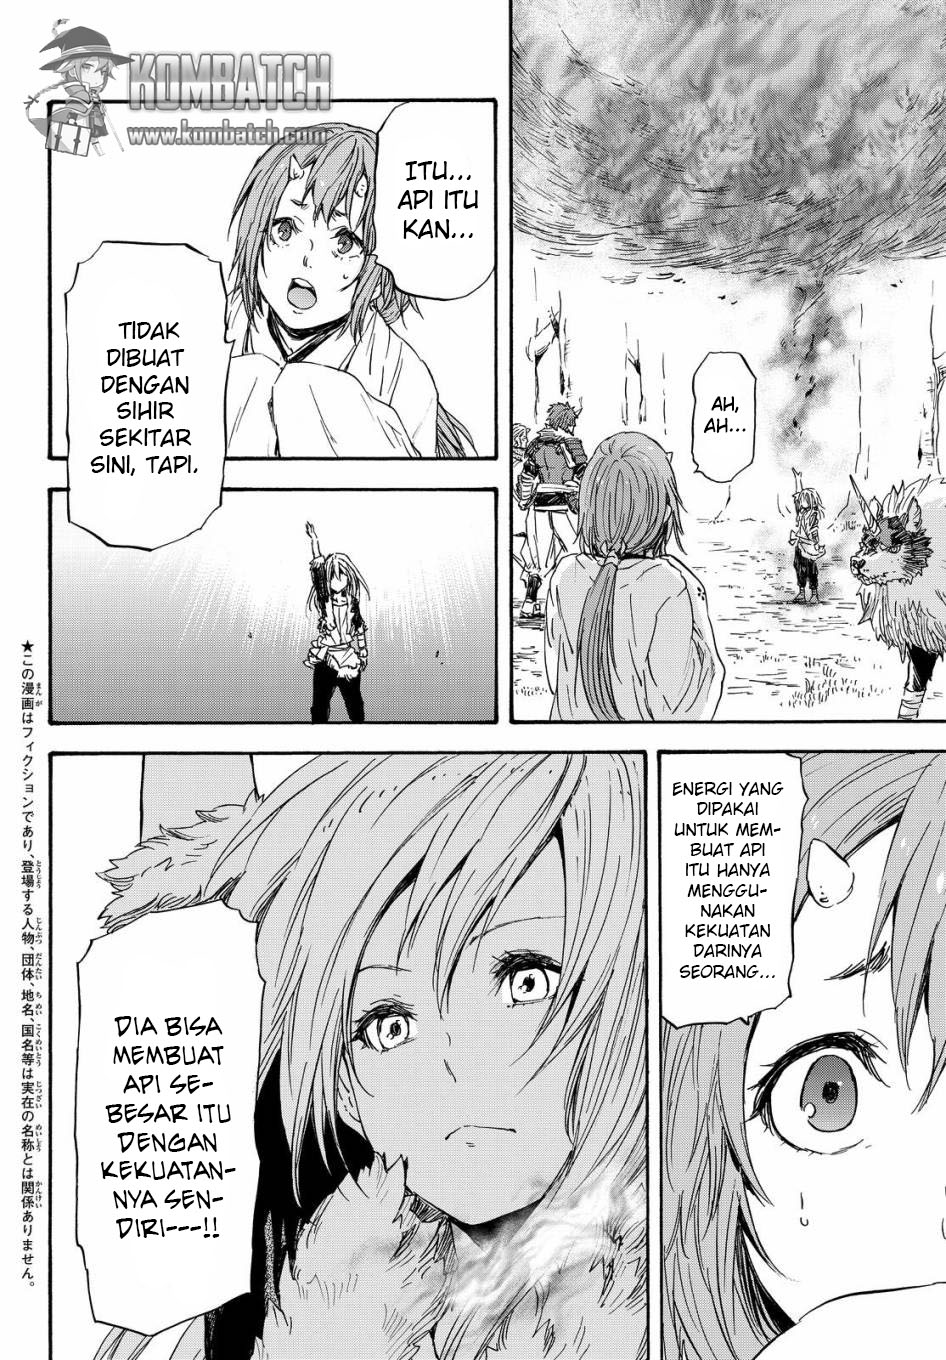 KOMBATCH
www.kombatch.com
AH,
AH...
ITU...
API ITU
KAN...
TIDAK
DIBUAT
DENGAN
SIHIR
SEKITAR
SINI, TAPI.
ENERGI YANG
DIPAKAI
UNTUK MEM-
BUAT API
ITU HANYA
MENGGU-
NAKAN
KEKUATAN
DARINYA
SEORANG...
DIA BISA
MEMBUAT
API SE-
BESAR ITU
DENGAN
KEKUATAN-
NYA SEN-
DIRI---!!
★この漫画はフィクションであり、登場する人物、団体、地名、国名等は実在の名称とは関係ありません。